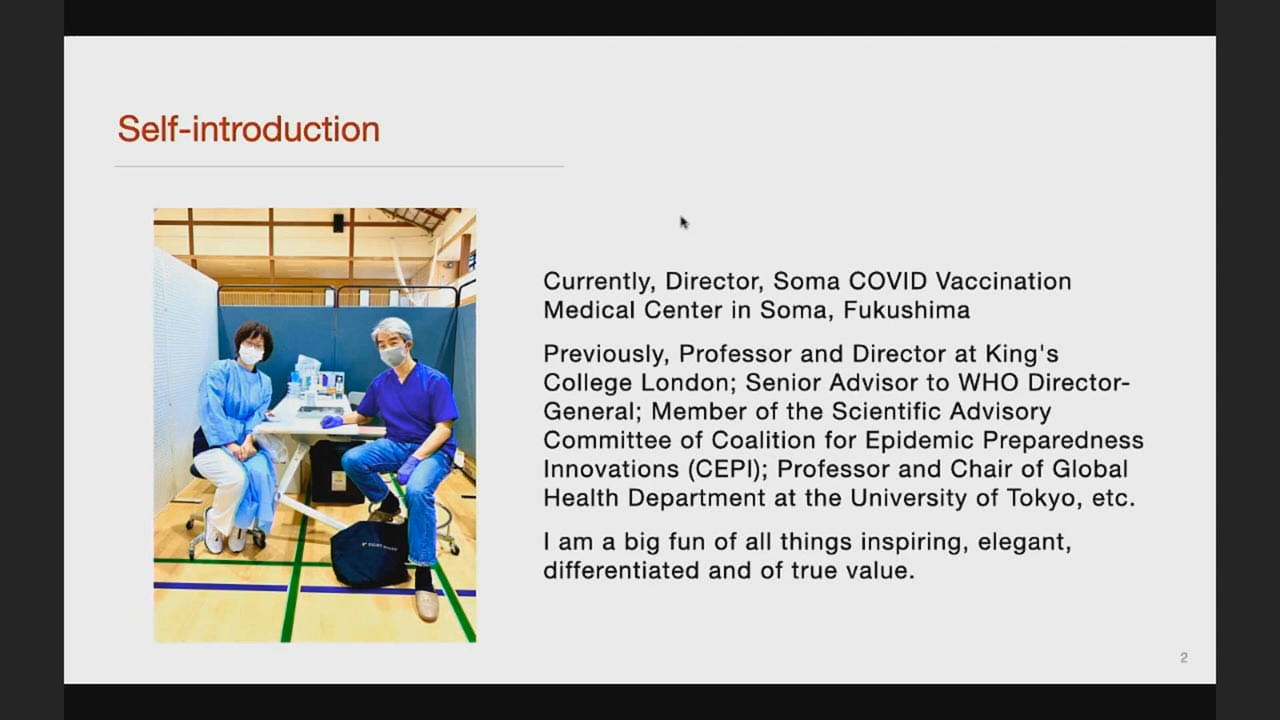 Self-introduction
Currently, Director, Soma COVID Vaccination
Medical Center in Soma, Fukushima
Previously, Professor and Director at King's
College London; Senior Advisor to WHO Director-
General; Member of the Scientific Advisory
Committee of Coalition for Epidemic Preparedness
Innovations (CEPI); Professor and Chair of Global
Health Department at the University of Tokyo, etc.
I am a big fun of all things inspiring, elegant,
differentiated and of true value.
2